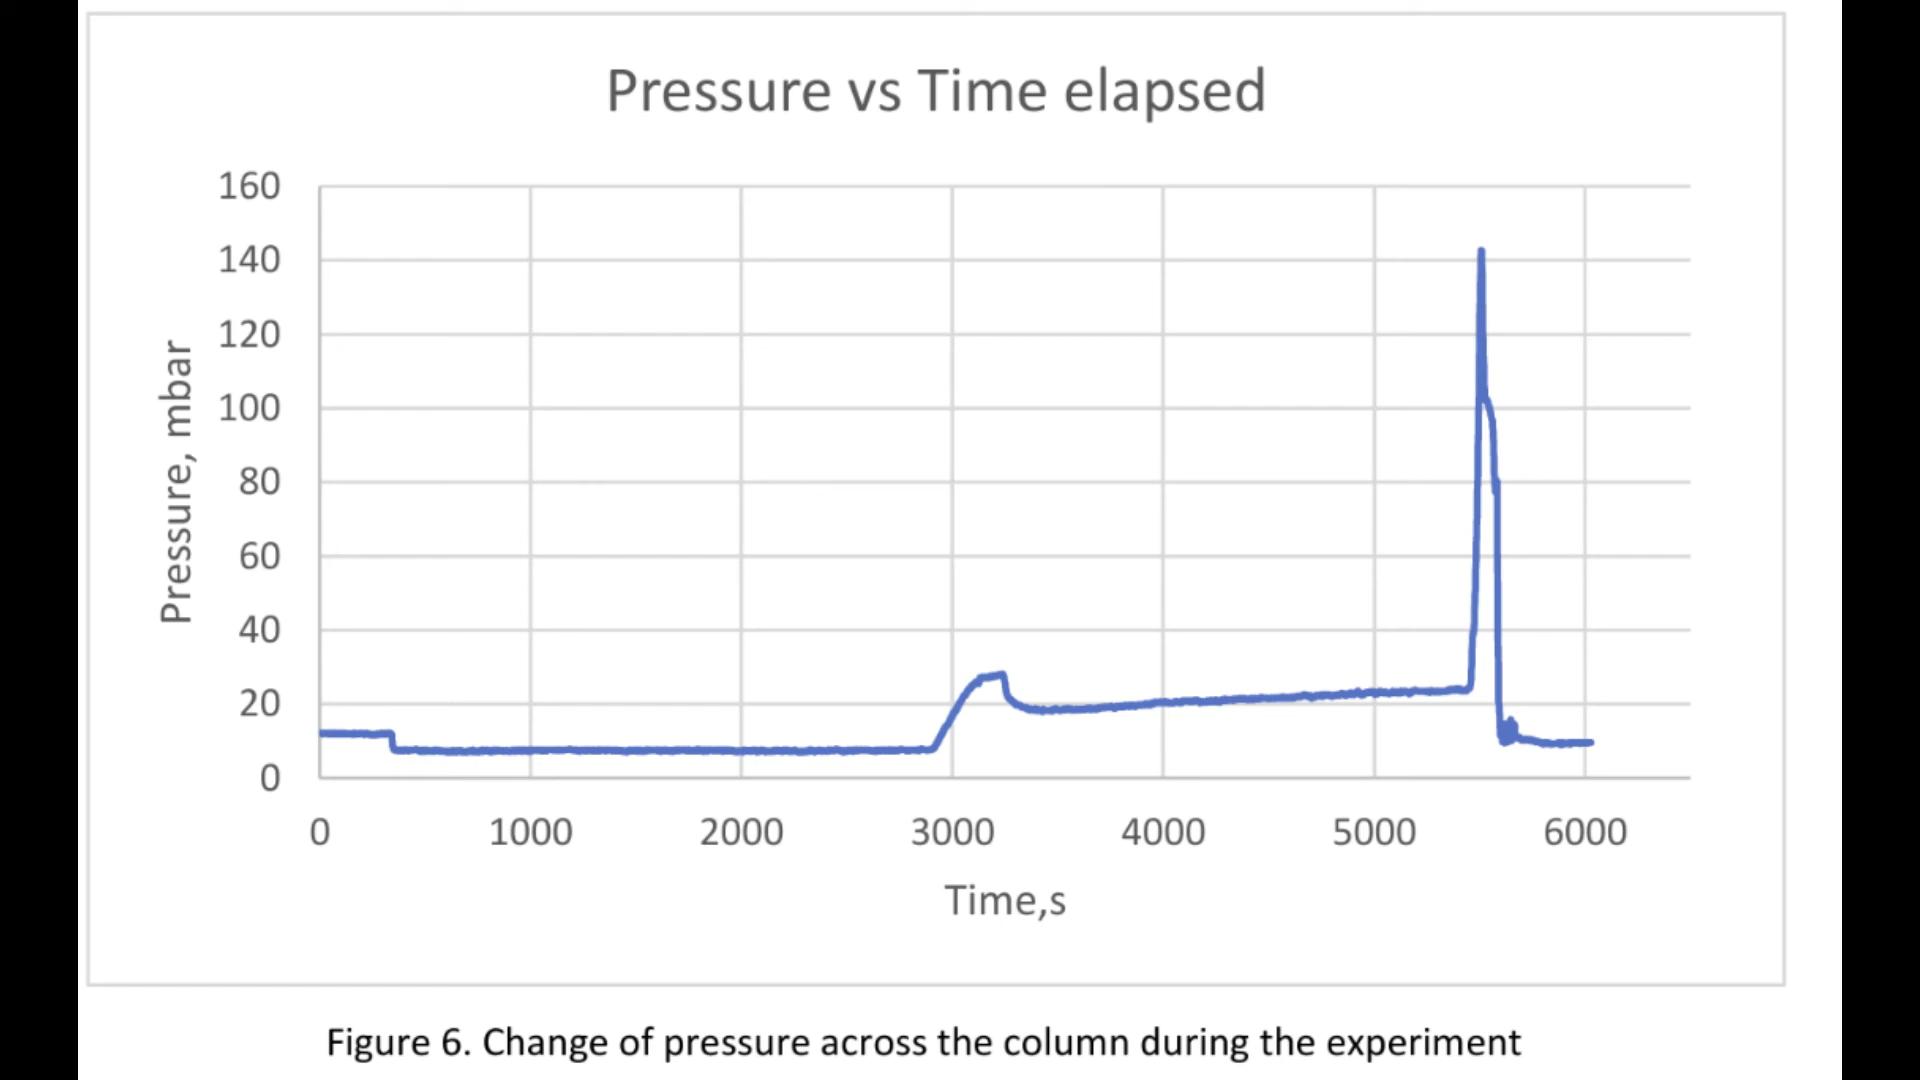 Pressure vs Time elapsed
160
140
120
100
80
60
40
20
0
Pressure, mbar
0 1000 2000 3000 4000 5000 6000
Time,s
Figure 6. Change of pressure across the column during the experiment